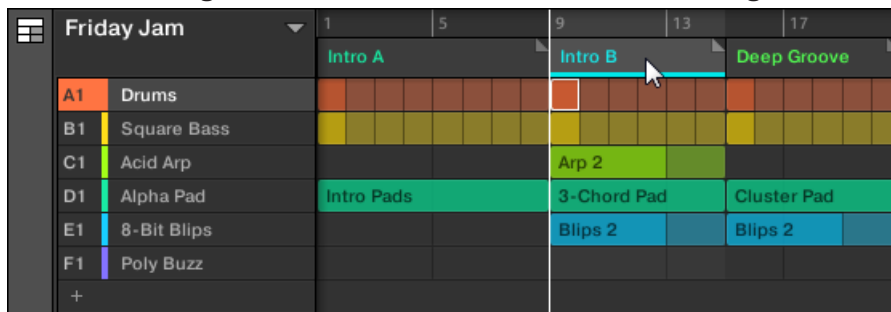 Friday Jam 1 5 9 13 17
Intro A Intro B Deep Groove
A1 Drums
B1 Square Bass
C1 Acid Arp Arp 2
D1 Alpha Pad Intro Pads 3-Chord Pad Cluster Pad
E1 8-Bit Blips Blips 2 Blips 2
F1 Poly Buzz
+